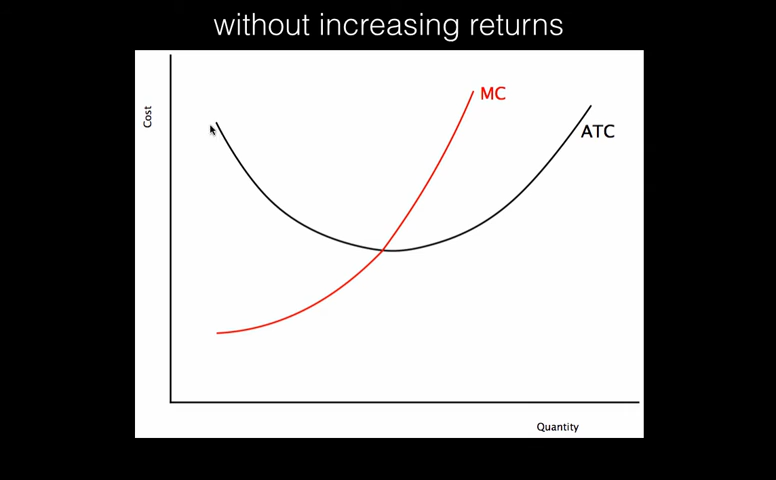 without increasing returns
MC
Cost
ATC
Quantity